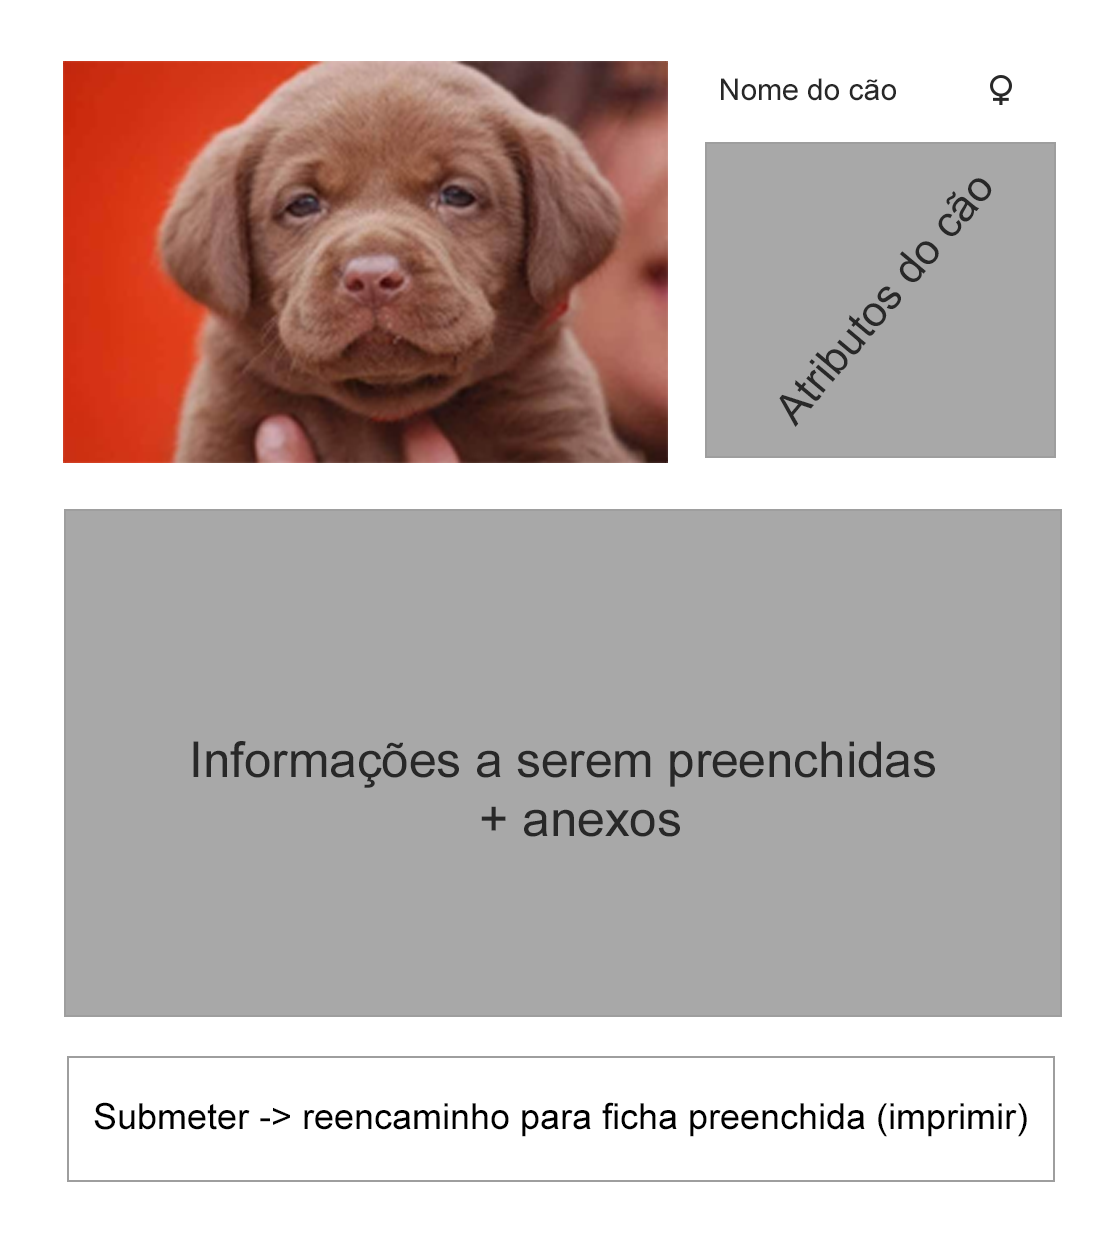 Nome do cão ♀
Atributos do cão
Informações a serem preenchidas
+ anexos
Submeter -> reencaminho para ficha preenchida (imprimir)